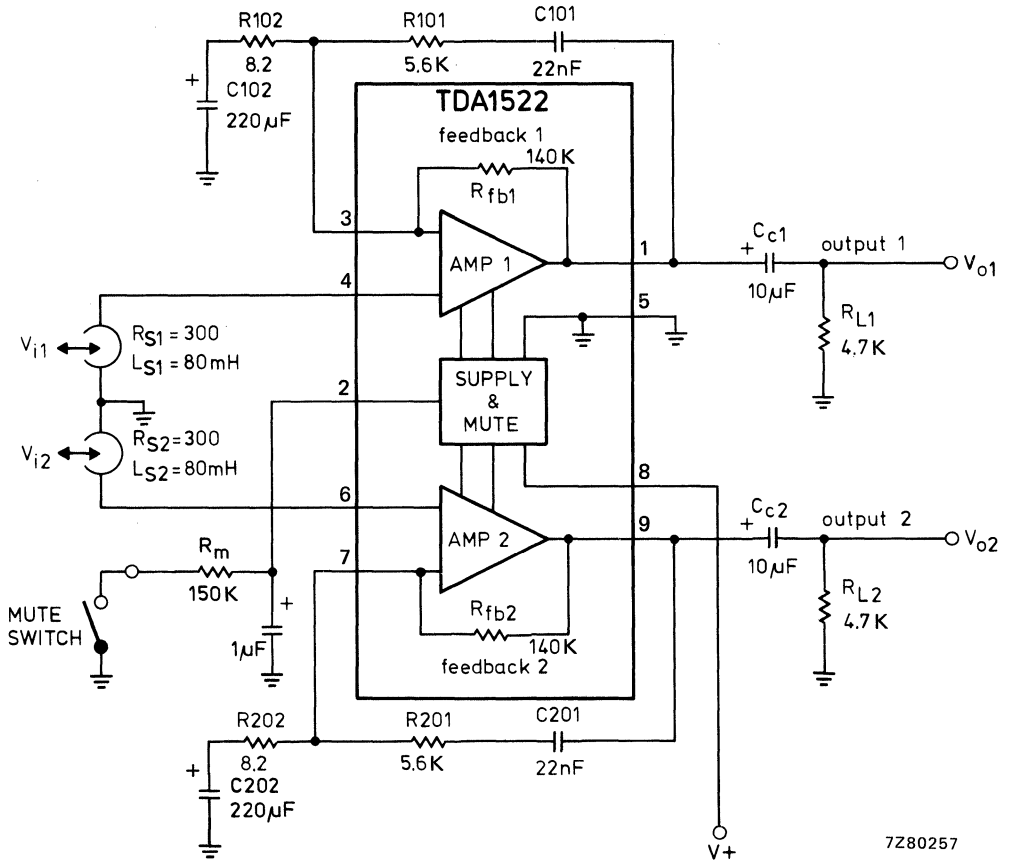 R102
8.2
R101
5.6K
C101
22nF
+
C102
220µF
TDA1522
feedback 1
140K
Rfb1
3
AMP 1
1
4
5
+
Cc1
10µF
output 1
Vo1
RL1
4.7K
Vi1
RS1=300
LS1=80mH
2
SUPPLY
&
MUTE
Vi2
RS2=300
LS2=80mH
8
6
9
AMP 2
+
Cc2
10µF
output 2
Vo2
RL2
4.7K
Rm
150K
7
+
1µF
MUTE
SWITCH
Rfb2
140K
feedback 2
R202
8.2
R201
5.6K
C201
22nF
+
C202
220µF
V+
7Z80257